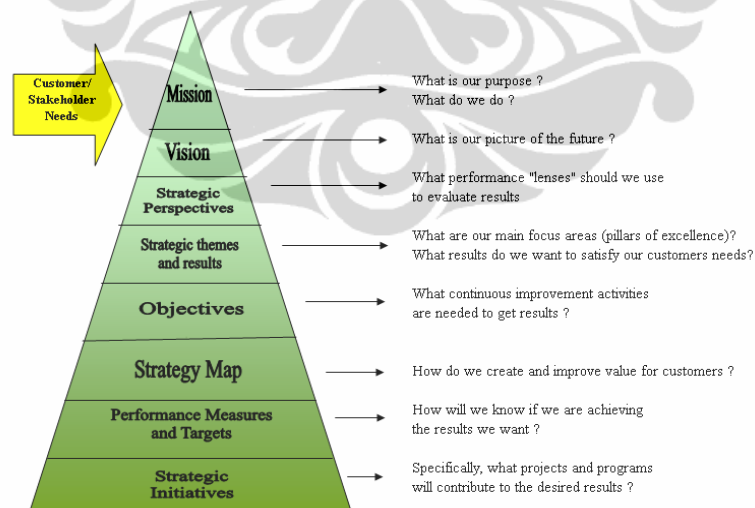 Customer/
Stakeholder
Needs
Mission
What is our purpose ?
What do we do ?
Vision
What is our picture of the future ?
Strategic
Perspectives
What performance "lenses" should we use
to evaluate results
Strategic themes
and results
What are our main focus areas (pillars of excellence)?
What results do we want to satisfy our customers needs?
Objectives
What continuous improvement activities
are needed to get results ?
Strategy Map
How do we create and improve value for customers ?
Performance Measures
and Targets
How will we know if we are achieving
the results we want ?
Strategic
Initiatives
Specifically, what projects and programs
will contribute to the desired results ?